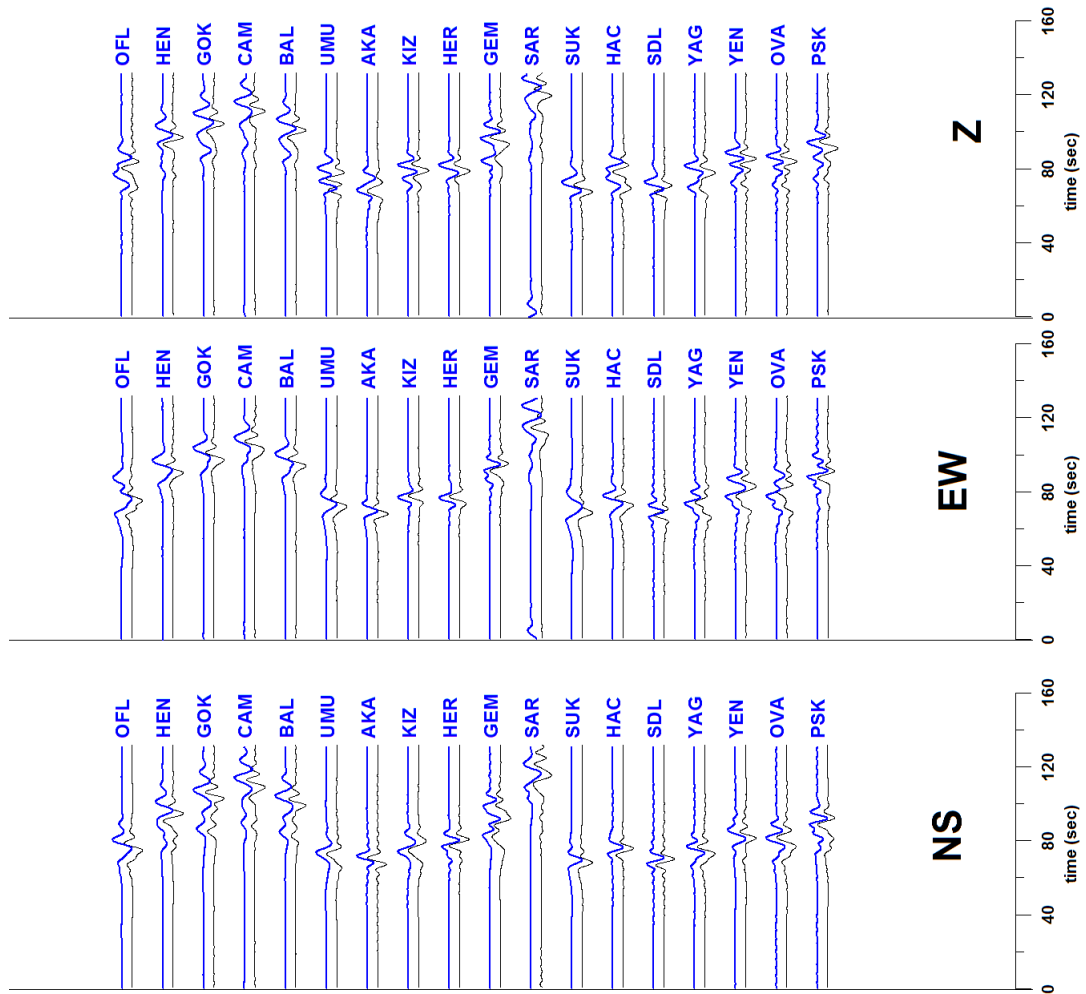 OFL OFL OFL
HEN HEN HEN
GOK GOK GOK
CAM CAM CAM
BAL BAL BAL
UMU UMU UMU
AKA AKA AKA
KIZ KIZ KIZ
HER HER HER
GEM GEM GEM
SAR SAR SAR
SUK SUK SUK
HAC HAC HAC
SDL SDL SDL
YAG YAG YAG
YEN YEN YEN
OVA OVA OVA
PSK PSK PSK
NS EW Z
0 40 80 120 160 0 40 80 120 160 0 40 80 120 160
time (sec) time (sec) time (sec)